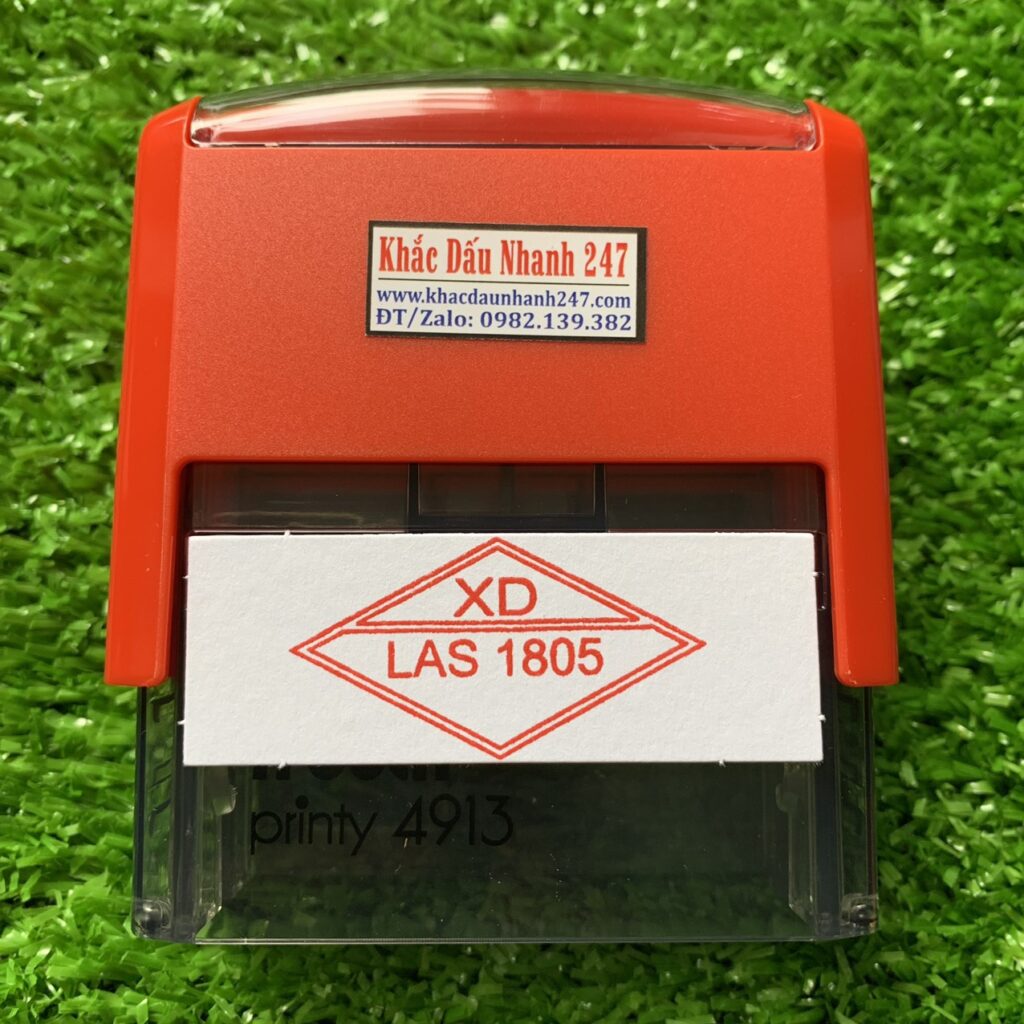 Khắc Dấu Nhanh 247
www.khacdaunhanh247.com
ĐT/Zalo: 0982.139.382
XD
LAS 1805
printy 4913